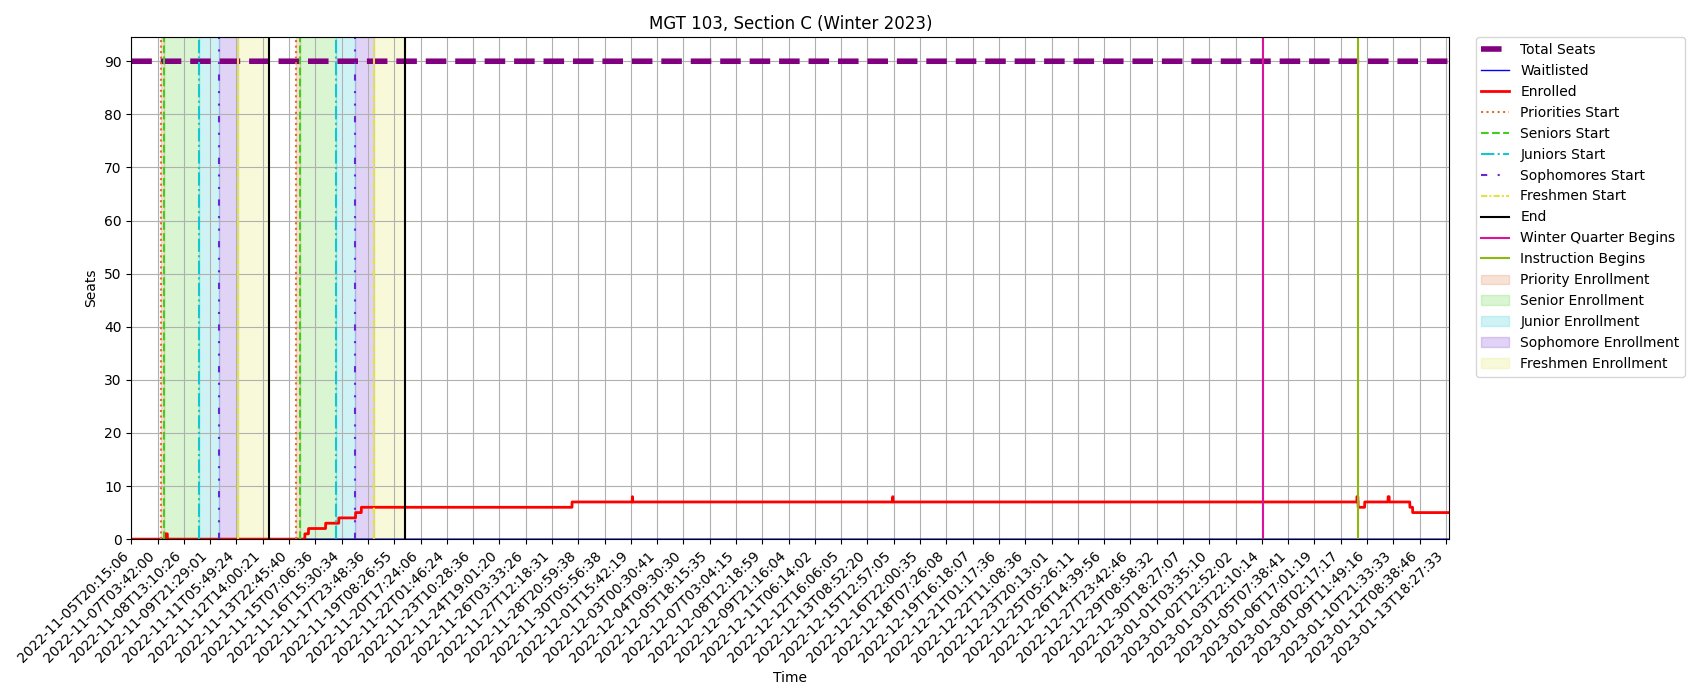 MGT 103, Section C (Winter 2023)
Seats
90
80
70
60
50
40
30
20
10
0
2022-11-05T20:15:06
2022-11-07T03:42:00
2022-11-08T13:10:26
2022-11-09T21:29:01
2022-11-11T05:49:24
2022-11-12T14:00:21
2022-11-13T22:45:40
2022-11-15T07:06:36
2022-11-16T15:30:34
2022-11-17T23:48:36
2022-11-19T08:26:55
2022-11-20T17:24:06
2022-11-22T01:46:24
2022-11-23T10:28:36
2022-11-24T19:01:20
2022-11-26T03:33:26
2022-11-27T12:18:31
2022-11-28T20:59:38
2022-11-30T05:56:38
2022-12-01T15:42:19
2022-12-03T00:30:41
2022-12-04T09:30:30
2022-12-05T18:15:35
2022-12-07T03:04:15
2022-12-08T12:18:59
2022-12-09T21:16:04
2022-12-11T06:14:02
2022-12-12T16:06:05
2022-12-13T08:52:20
2022-12-15T12:57:05
2022-12-16T22:00:35
2022-12-18T07:26:08
2022-12-19T16:18:07
2022-12-21T01:17:36
2022-12-22T11:08:36
2022-12-23T20:13:01
2022-12-25T05:26:11
2022-12-26T14:39:56
2022-12-27T23:42:46
2022-12-29T08:58:32
2022-12-30T18:27:07
2023-01-01T03:35:10
2023-01-02T12:52:02
2023-01-03T22:10:14
2023-01-05T07:38:41
2023-01-06T17:01:19
2023-01-08T02:17:17
2023-01-09T11:49:16
2023-01-10T21:33:33
2023-01-12T08:38:46
2023-01-13T18:27:33
Time
Total Seats
Waitlisted
Enrolled
Priorities Start
Seniors Start
Juniors Start
Sophomores Start
Freshmen Start
End
Winter Quarter Begins
Instruction Begins
Priority Enrollment
Senior Enrollment
Junior Enrollment
Sophomore Enrollment
Freshmen Enrollment